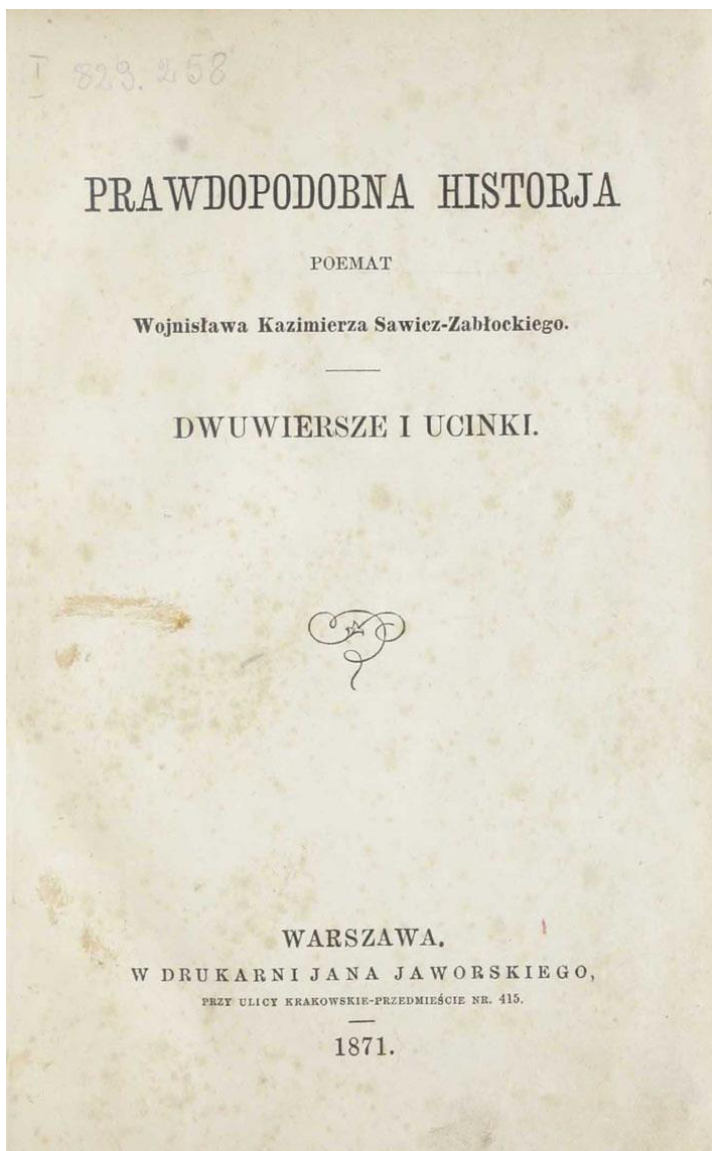 I 823.258
PRAWDOPODOBNA HISTORJA
POEMAT
Wojnisława Kazimierza Sawicz-Zabłockiego.
DWUWIERSZE I UCINKI.
WARSZAWA.
W DRUKARNI JANA JAWORSKIEGO,
PRZY ULICY KRAKOWSKIE-PRZEDMIEŚCIE NR. 415.
1871.